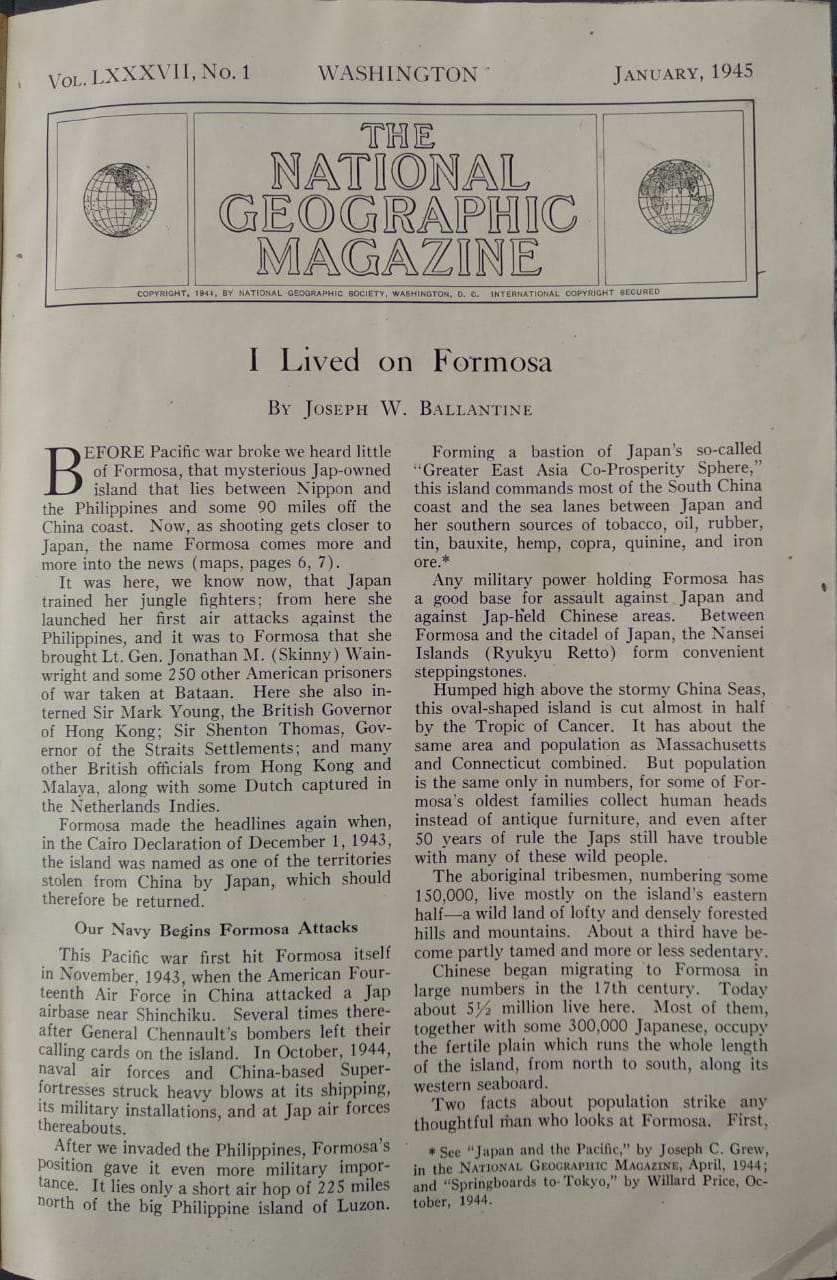 VOL. LXXXVII, NO. 1 WASHINGTON JANUARY, 1945
THE
NATIONAL
GEOGRAPHIC
MAGAZINE
COPYRIGHT, 1944, BY NATIONAL GEOGRAPHIC SOCIETY, WASHINGTON, D. C. INTERNATIONAL COPYRIGHT SECURED
I Lived on Formosa
BY JOSEPH W. BALLANTINE
BEFORE Pacific war broke we heard little
of Formosa, that mysterious Jap-owned
island that lies between Nippon and
the Philippines and some 90 miles off the
China coast. Now, as shooting gets closer to
Japan, the name Formosa comes more and
more into the news (maps, pages 6, 7).
It was here, we know now, that Japan
trained her jungle fighters; from here she
launched her first air attacks against the
Philippines, and it was to Formosa that she
brought Lt. Gen. Jonathan M. (Skinny) Wain-
wright and some 250 other American prisoners
of war taken at Bataan. Here she also in-
terned Sir Mark Young, the British Governor
of Hong Kong; Sir Shenton Thomas, Gov-
ernor of the Straits Settlements; and many
other British officials from Hong Kong and
Malaya, along with some Dutch captured in
the Netherlands Indies.
Formosa made the headlines again when,
in the Cairo Declaration of December 1, 1943,
the island was named as one of the territories
stolen from China by Japan, which should
therefore be returned.
Our Navy Begins Formosa Attacks
This Pacific war first hit Formosa itself
in November, 1943, when the American Four-
teenth Air Force in China attacked a Jap
airbase near Shinchiku. Several times there-
after General Chennault's bombers left their
calling cards on the island. In October, 1944,
naval air forces and China-based Super-
fortresses struck heavy blows at its shipping,
its military installations, and at Jap air forces
thereabouts.
After we invaded the Philippines, Formosa's
position gave it even more military impor-
tance. It lies only a short air hop of 225 miles
north of the big Philippine island of Luzon.
Forming a bastion of Japan's so-called
"Greater East Asia Co-Prosperity Sphere,"
this island commands most of the South China
coast and the sea lanes between Japan and
her southern sources of tobacco, oil, rubber,
tin, bauxite, hemp, copra, quinine, and iron
ore.*
Any military power holding Formosa has
a good base for assault against Japan and
against Jap-held Chinese areas. Between
Formosa and the citadel of Japan, the Nansei
Islands (Ryukyu Retto) form convenient
steppingstones.
Humped high above the stormy China Seas,
this oval-shaped island is cut almost in half
by the Tropic of Cancer. It has about the
same area and population as Massachusetts
and Connecticut combined. But population
is the same only in numbers, for some of For-
mosa's oldest families collect human heads
instead of antique furniture, and even after
50 years of rule the Japs still have trouble
with many of these wild people.
The aboriginal tribesmen, numbering some
150,000, live mostly on the island's eastern
half—a wild land of lofty and densely forested
hills and mountains. About a third have be-
come partly tamed and more or less sedentary.
Chinese began migrating to Formosa in
large numbers in the 17th century. Today
about 5½ million live here. Most of them,
together with some 300,000 Japanese, occupy
the fertile plain which runs the whole length
of the island, from north to south, along its
western seaboard.
Two facts about population strike any
thoughtful man who looks at Formosa. First,
* See "Japan and the Pacific," by Joseph C. Grew,
in the NATIONAL GEOGRAPHIC MAGAZINE, April, 1944;
and "Springboards to Tokyo," by Willard Price, Oc-
tober, 1944.